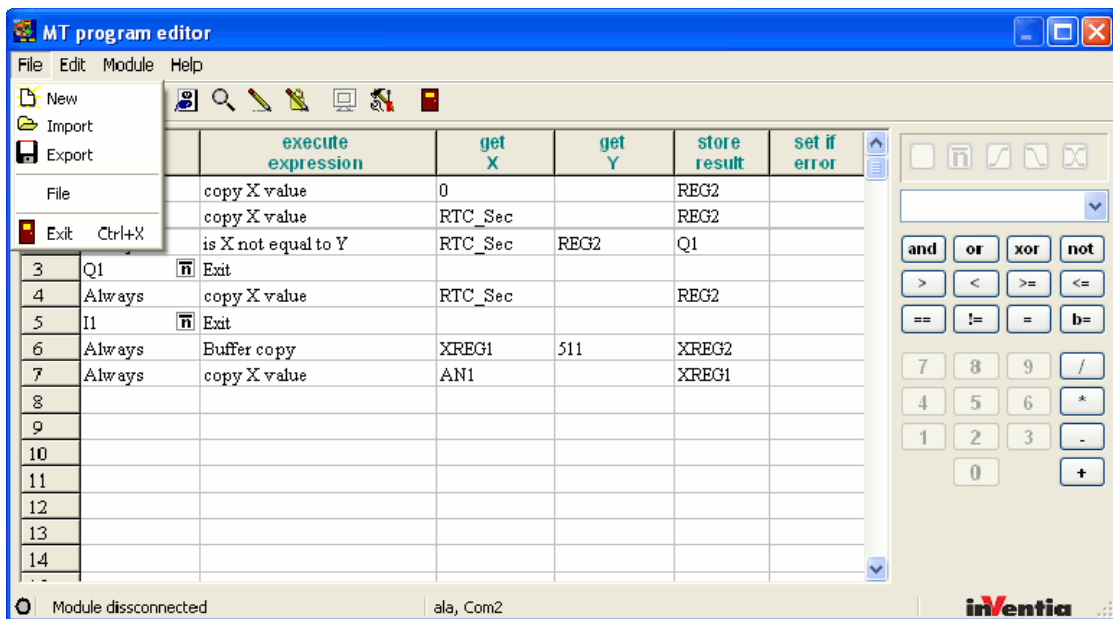 MT program editor
File Edit Module Help
New
Import
Export
File
Exit Ctrl+X
execute expression get X get Y store result set if error
copy X value 0 REG2
copy X value RTC_Sec REG2
is X not equal to Y RTC_Sec REG2 Q1
3 Q1 n Exit
4 Always copy X value RTC_Sec REG2
5 I1 n Exit
6 Always Buffer copy XREG1 511 XREG2
7 Always copy X value AN1 XREG1
8
9
10
11
12
13
14
n
and or xor not
> < >= <=
== != = b=
7 8 9 /
4 5 6 *
1 2 3 -
0 +
Module dissconnected ala, Com2 inVentia